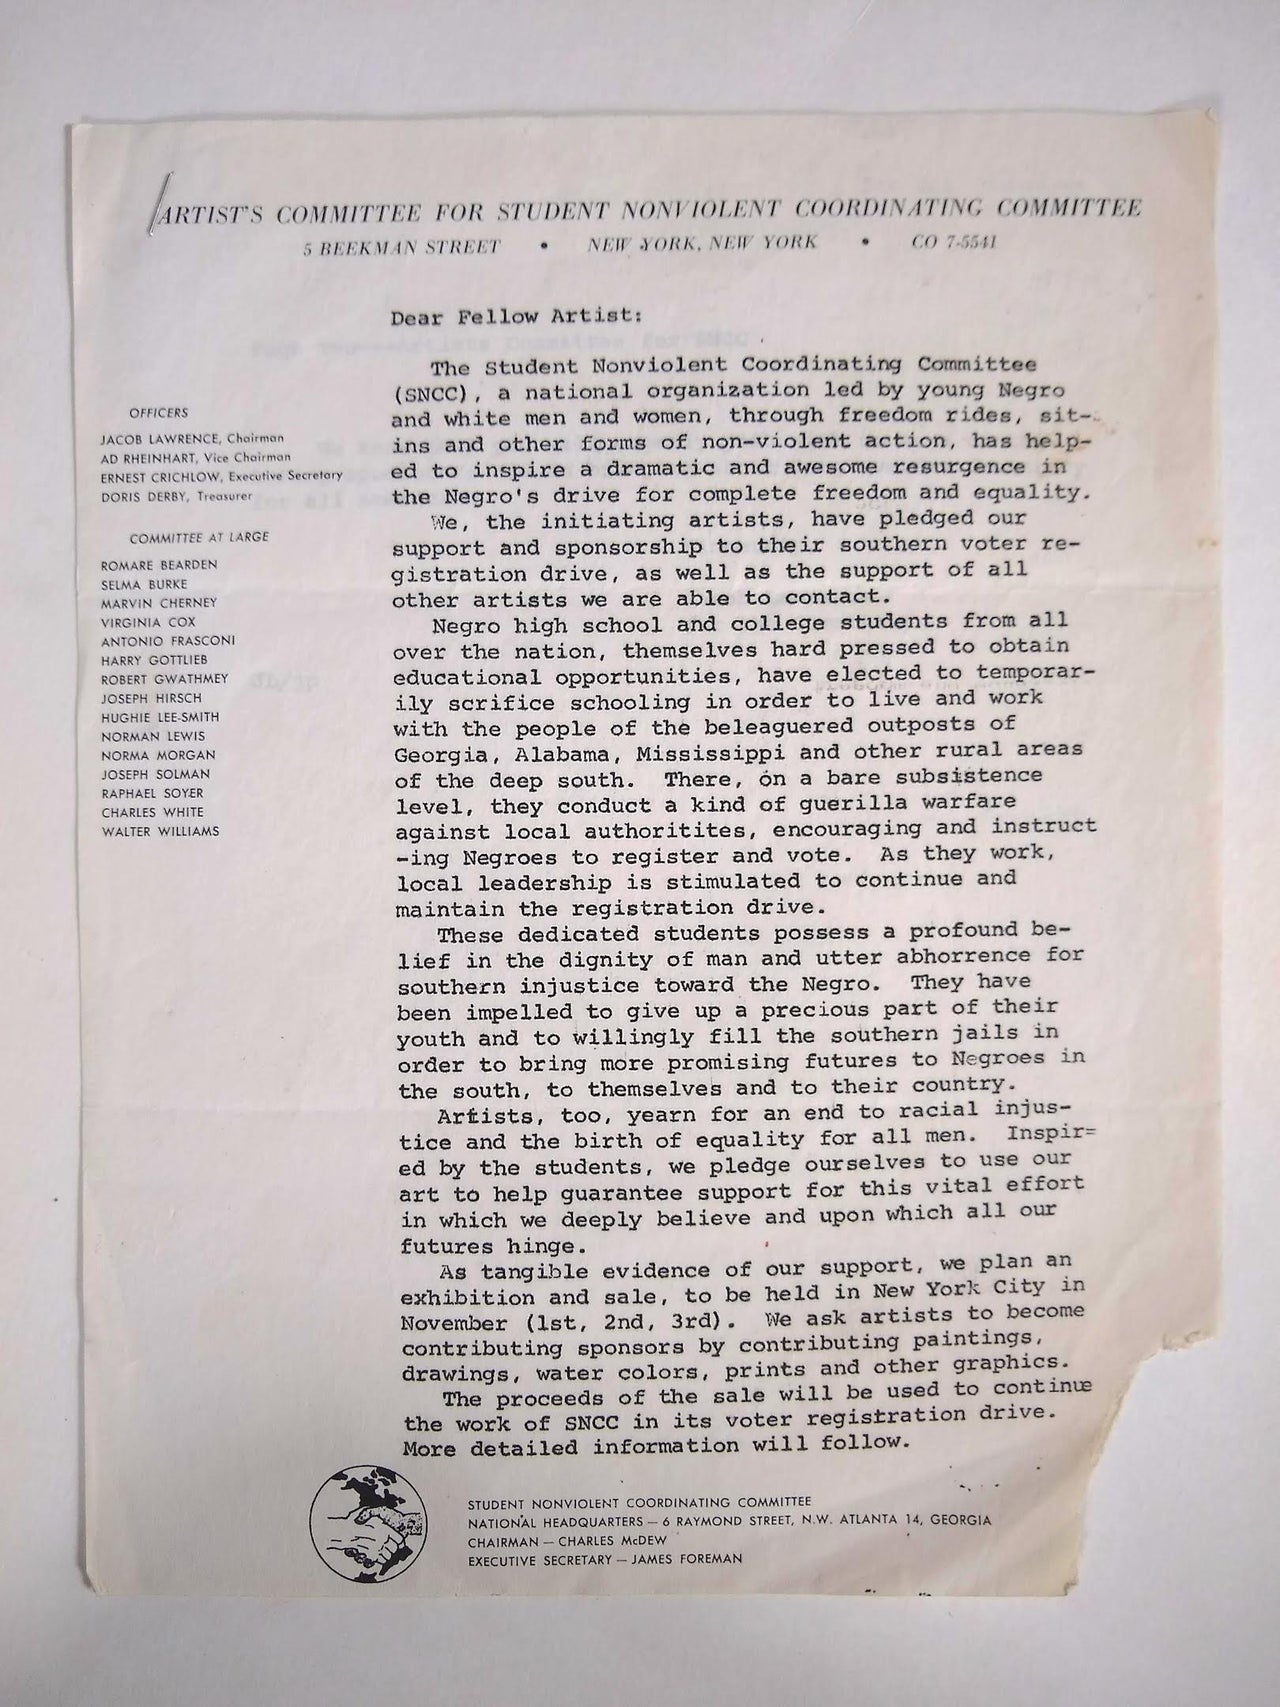 ARTIST'S COMMITTEE FOR STUDENT NONVIOLENT COORDINATING COMMITTEE
5 BEEKMAN STREET • NEW YORK, NEW YORK • CO 7-5541
OFFICERS
JACOB LAWRENCE, Chairman
AD RHEINHART, Vice Chairman
ERNEST CRICHLOW, Executive Secretary
DORIS DERBY, Treasurer
COMMITTEE AT LARGE
ROMARE BEARDEN
SELMA BURKE
MARVIN CHERNEY
VIRGINIA COX
ANTONIO FRASCONI
HARRY GOTTLIEB
ROBERT GWATHMEY
JOSEPH HIRSCH
HUGHIE LEE-SMITH
NORMAN LEWIS
NORMA MORGAN
JOSEPH SOLMAN
RAPHAEL SOYER
CHARLES WHITE
WALTER WILLIAMS
Dear Fellow Artist:
The Student Nonviolent Coordinating Committee
(SNCC), a national organization led by young Negro
and white men and women, through freedom rides, sit-
ins and other forms of non-violent action, has help-
ed to inspire a dramatic and awesome resurgence in
the Negro's drive for complete freedom and equality.
We, the initiating artists, have pledged our
support and sponsorship to their southern voter re-
gistration drive, as well as the support of all
other artists we are able to contact.
Negro high school and college students from all
over the nation, themselves hard pressed to obtain
educational opportunities, have elected to temporar-
ily scrifice schooling in order to live and work
with the people of the beleaguered outposts of
Georgia, Alabama, Mississippi and other rural areas
of the deep south. There, on a bare subsistence
level, they conduct a kind of guerilla warfare
against local authoritites, encouraging and instruct
-ing Negroes to register and vote. As they work,
local leadership is stimulated to continue and
maintain the registration drive.
These dedicated students possess a profound be-
lief in the dignity of man and utter abhorrence for
southern injustice toward the Negro. They have
been impelled to give up a precious part of their
youth and to willingly fill the southern jails in
order to bring more promising futures to Negroes in
the south, to themselves and to their country.
Artists, too, yearn for an end to racial injus-
tice and the birth of equality for all men. Inspir=
ed by the students, we pledge ourselves to use our
art to help guarantee support for this vital effort
in which we deeply believe and upon which all our
futures hinge.
As tangible evidence of our support, we plan an
exhibition and sale, to be held in New York City in
November (1st, 2nd, 3rd). We ask artists to become
contributing sponsors by contributing paintings,
drawings, water colors, prints and other graphics.
The proceeds of the sale will be used to continue
the work of SNCC in its voter registration drive.
More detailed information will follow.
STUDENT NONVIOLENT COORDINATING COMMITTEE
NATIONAL HEADQUARTERS — 6 RAYMOND STREET, N.W. ATLANTA 14, GEORGIA
CHAIRMAN — CHARLES McDEW
EXECUTIVE SECRETARY — JAMES FOREMAN